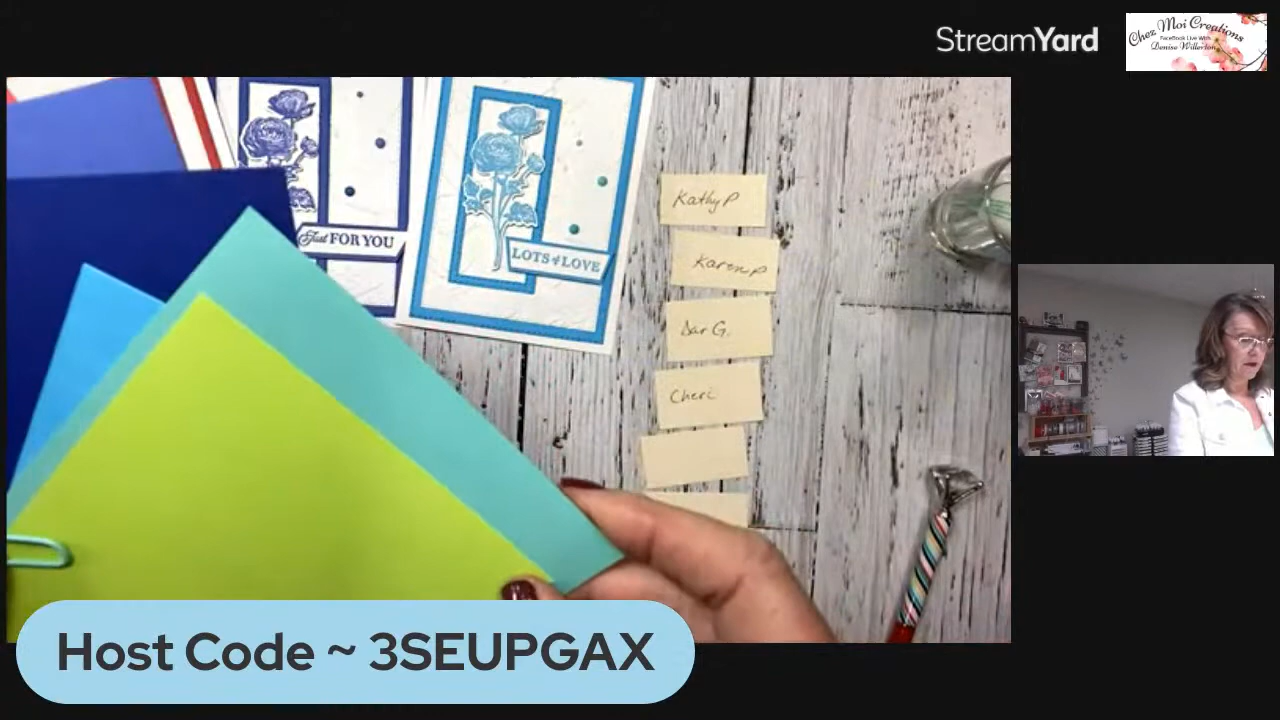 StreamYard
Chez Moi Creations
FaceBook Live With
Denise Willerton
Just FOR YOU
LOTS of LOVE
Kathy P
Karen P
Dar G.
Cheri
Host Code ~ 3SEUPGAX